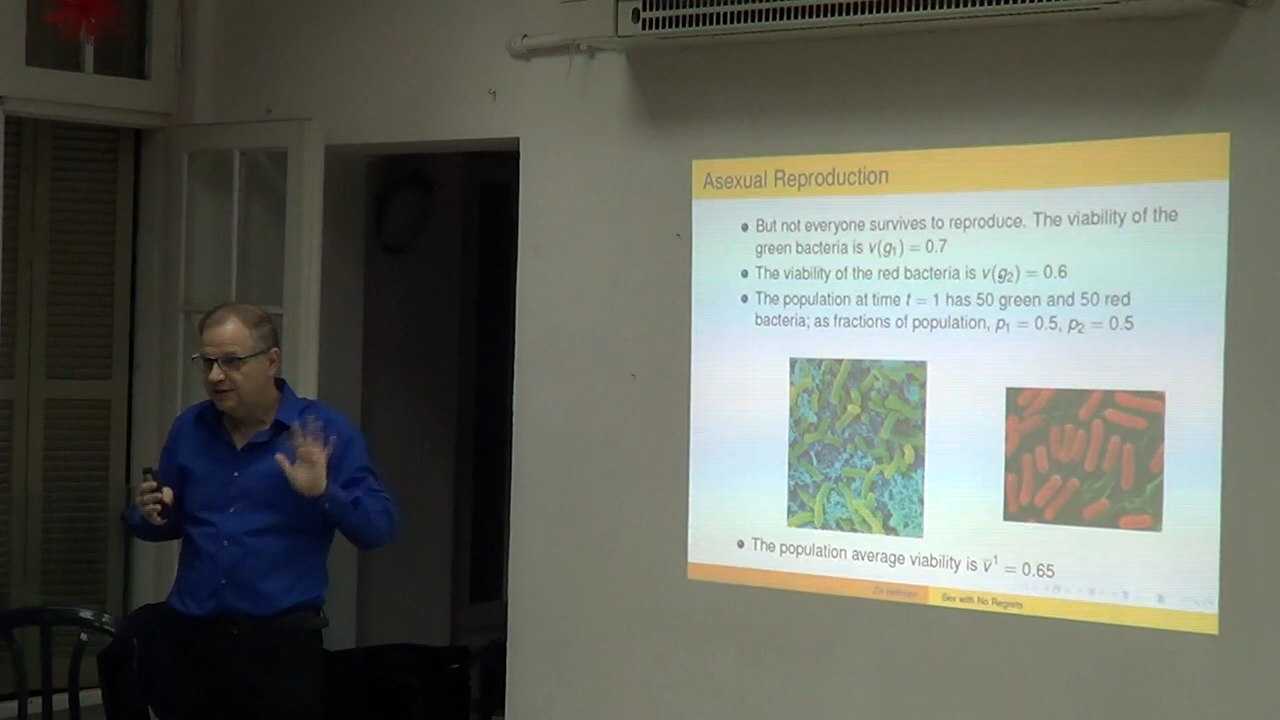 Asexual Reproduction
But not everyone survives to reproduce. The viability of the
green bacteria is v(g₁) = 0.7
The viability of the red bacteria is v(g₂) = 0.6
The population at time t = 1 has 50 green and 50 red
bacteria; as fractions of population, p₁ = 0.5, p₂ = 0.5
The population average viability is v̅¹ = 0.65
Sex with No Regrets